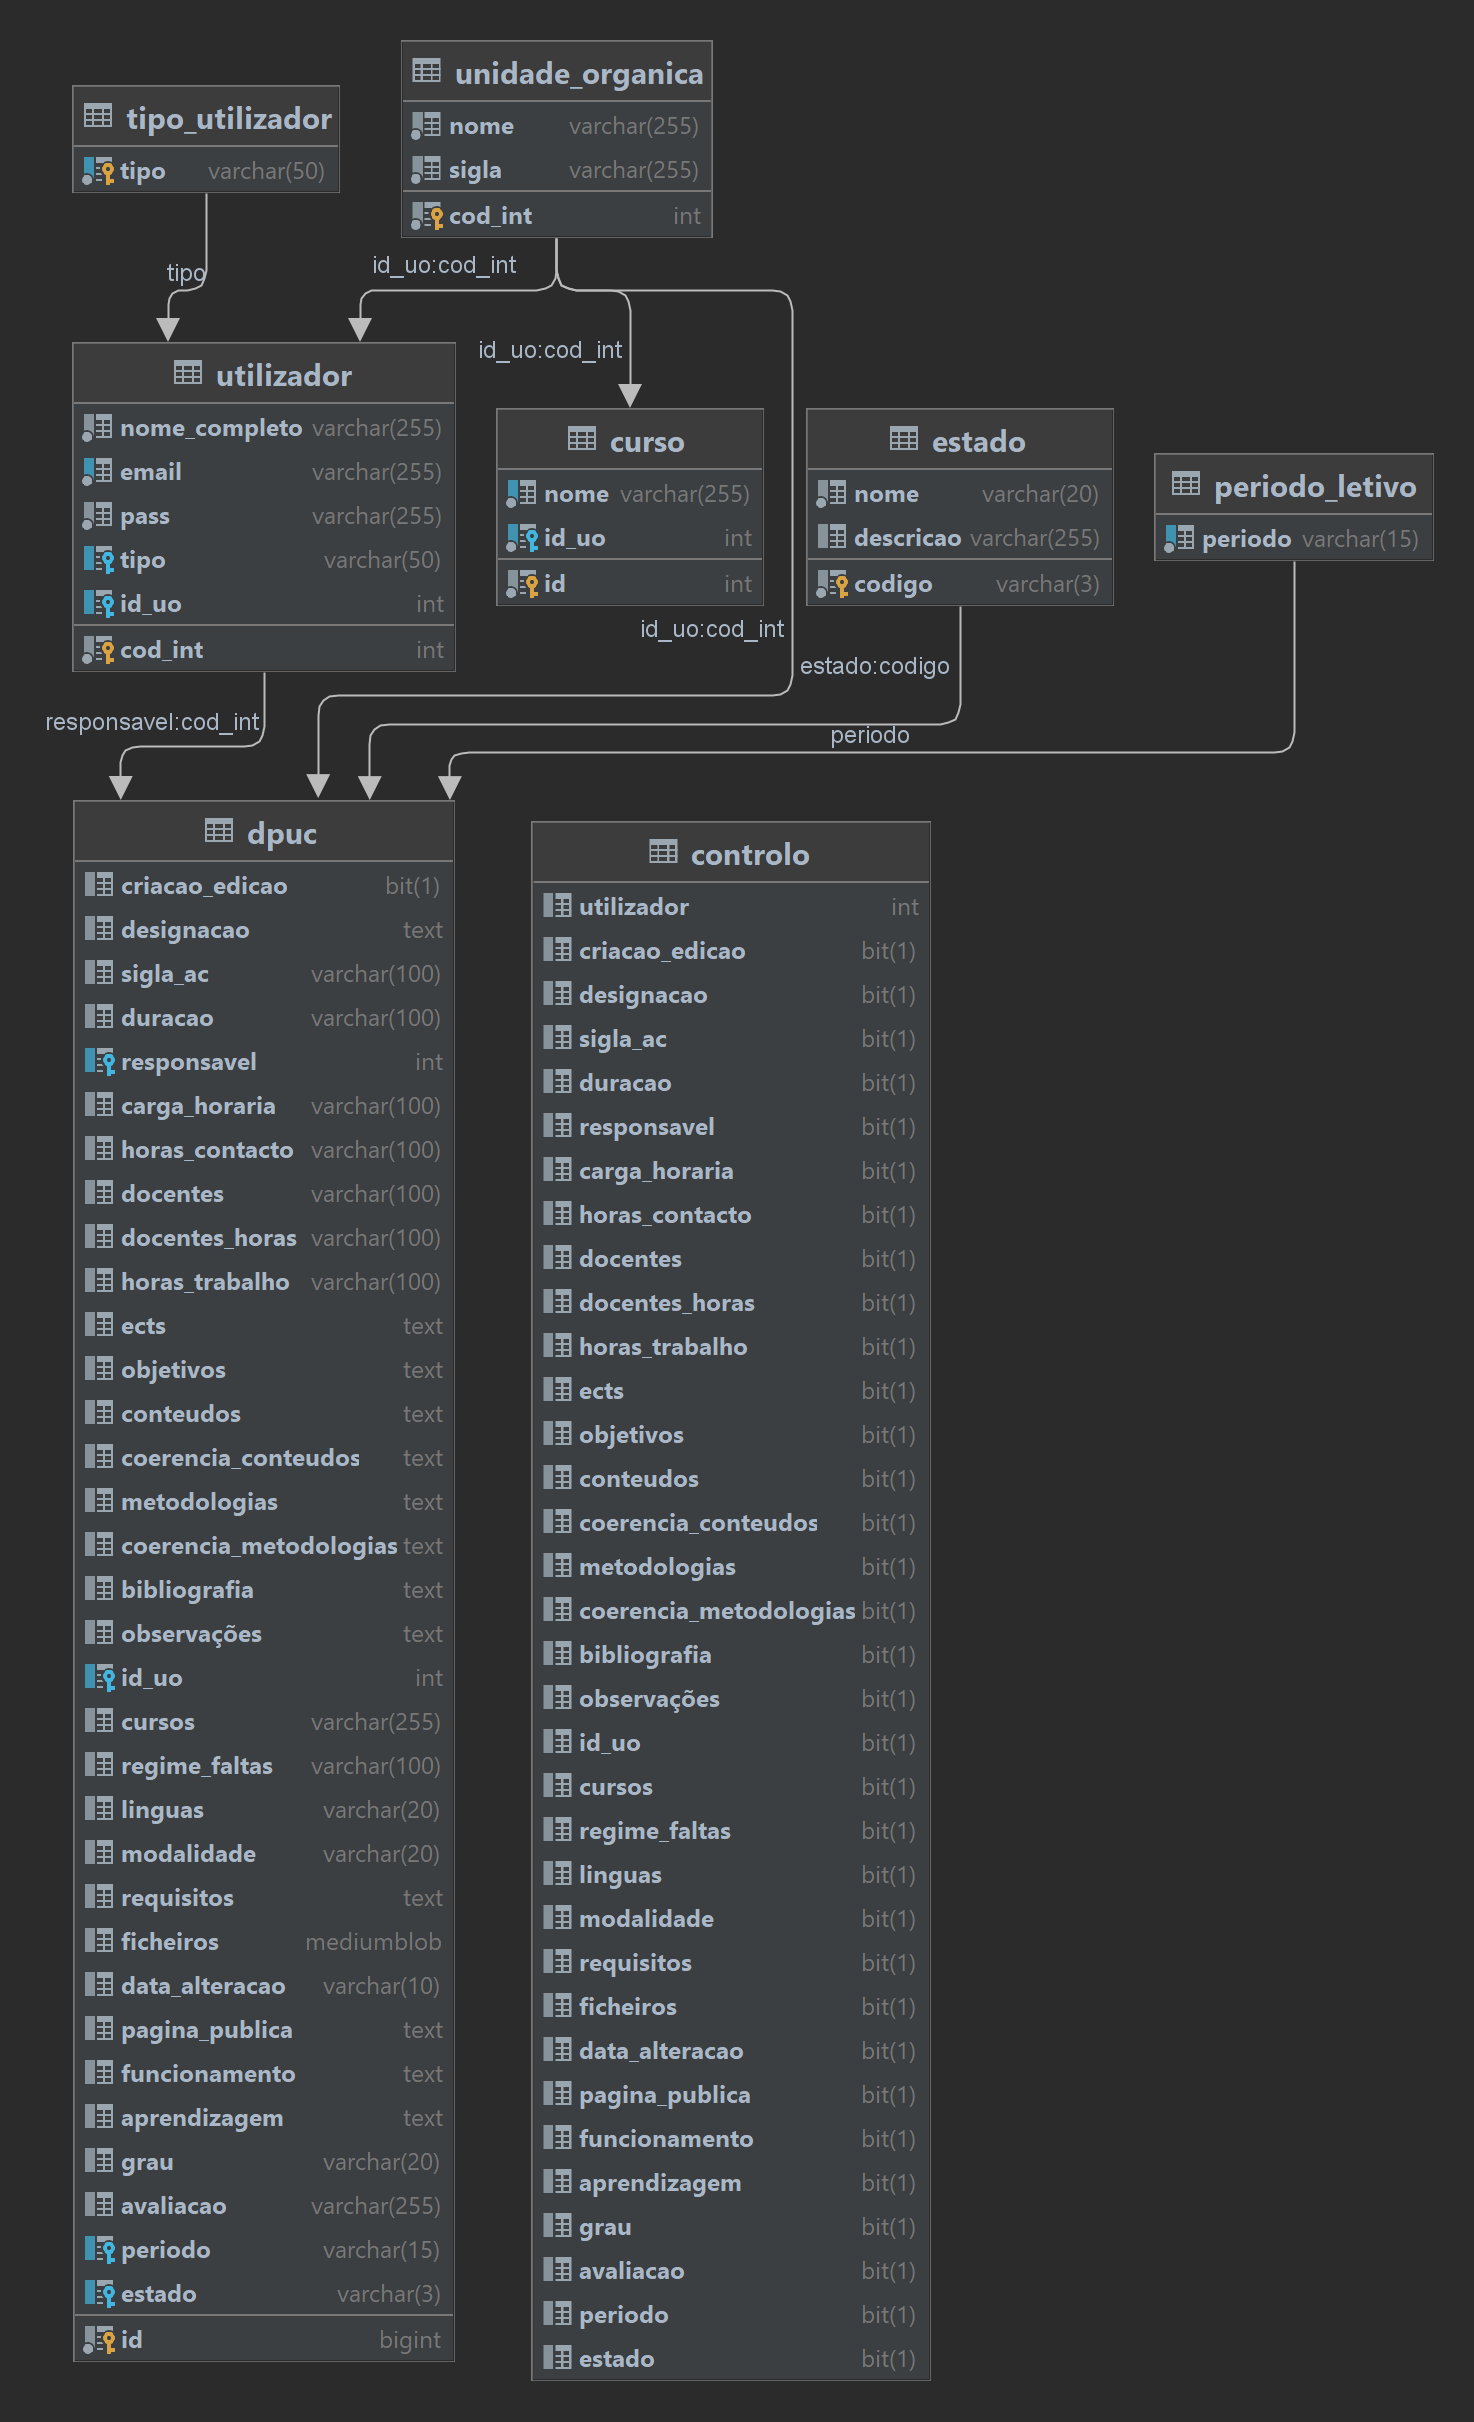 unidade_organica
nome varchar(255)
sigla varchar(255)
cod_int int
tipo_utilizador
tipo varchar(50)
tipo
id_uo:cod_int
id_uo:cod_int
id_uo:cod_int
utilizador
nome_completo varchar(255)
email varchar(255)
pass varchar(255)
tipo varchar(50)
id_uo int
cod_int int
curso
nome varchar(255)
id_uo int
id int
estado
nome varchar(20)
descricao varchar(255)
codigo varchar(3)
periodo_letivo
periodo varchar(15)
estado:codigo
responsavel:cod_int
periodo
dpuc
criacao_edicao bit(1)
designacao text
sigla_ac varchar(100)
duracao varchar(100)
responsavel int
carga_horaria varchar(100)
horas_contacto varchar(100)
docentes varchar(100)
docentes_horas varchar(100)
horas_trabalho varchar(100)
ects text
objetivos text
conteudos text
coerencia_conteudos text
metodologias text
coerencia_metodologias text
bibliografia text
observações text
id_uo int
cursos varchar(255)
regime_faltas varchar(100)
linguas varchar(20)
modalidade varchar(20)
requisitos text
ficheiros mediumblob
data_alteracao varchar(10)
pagina_publica text
funcionamento text
aprendizagem text
grau varchar(20)
avaliacao varchar(255)
periodo varchar(15)
estado varchar(3)
id bigint
controlo
utilizador int
criacao_edicao bit(1)
designacao bit(1)
sigla_ac bit(1)
duracao bit(1)
responsavel bit(1)
carga_horaria bit(1)
horas_contacto bit(1)
docentes bit(1)
docentes_horas bit(1)
horas_trabalho bit(1)
ects bit(1)
objetivos bit(1)
conteudos bit(1)
coerencia_conteudos bit(1)
metodologias bit(1)
coerencia_metodologias bit(1)
bibliografia bit(1)
observações bit(1)
id_uo bit(1)
cursos bit(1)
regime_faltas bit(1)
linguas bit(1)
modalidade bit(1)
requisitos bit(1)
ficheiros bit(1)
data_alteracao bit(1)
pagina_publica bit(1)
funcionamento bit(1)
aprendizagem bit(1)
grau bit(1)
avaliacao bit(1)
periodo bit(1)
estado bit(1)